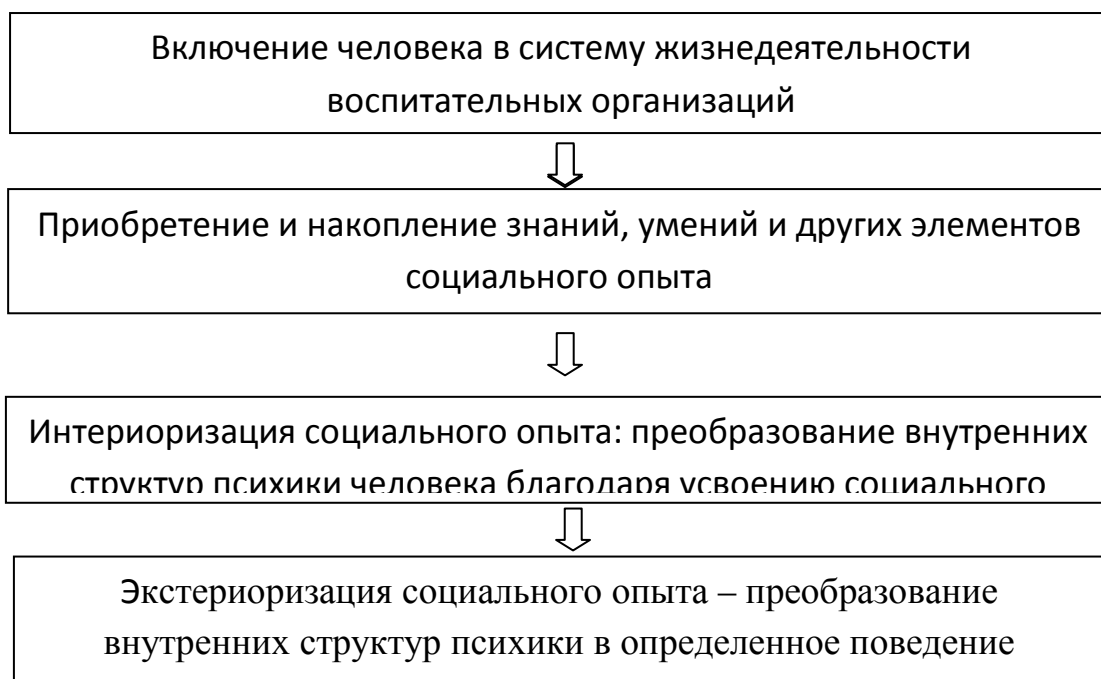 Включение человека в систему жизнедеятельности
воспитательных организаций
Приобретение и накопление знаний, умений и других элементов
социального опыта
Интериоризация социального опыта: преобразование внутренних
структур психики человека благодаря усвоению социального
Экстериоризация социального опыта – преобразование
внутренних структур психики в определенное поведение